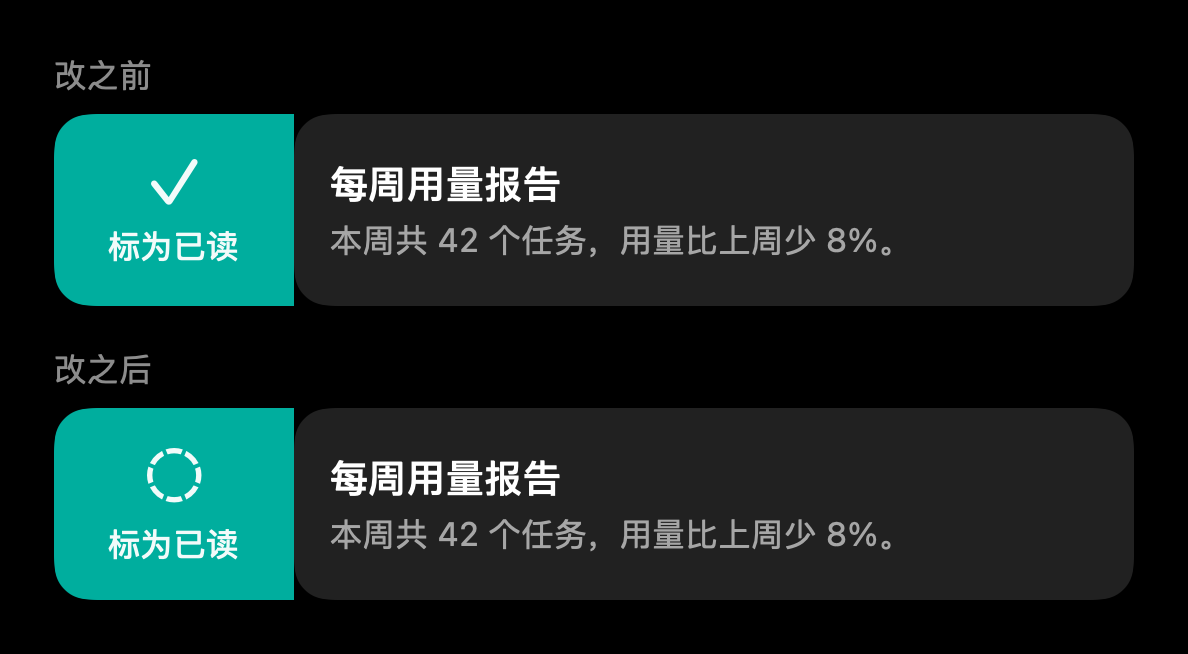 改之前
标为已读
每周用量报告
本周共 42 个任务，用量比上周少 8%。
改之后
标为已读
每周用量报告
本周共 42 个任务，用量比上周少 8%。